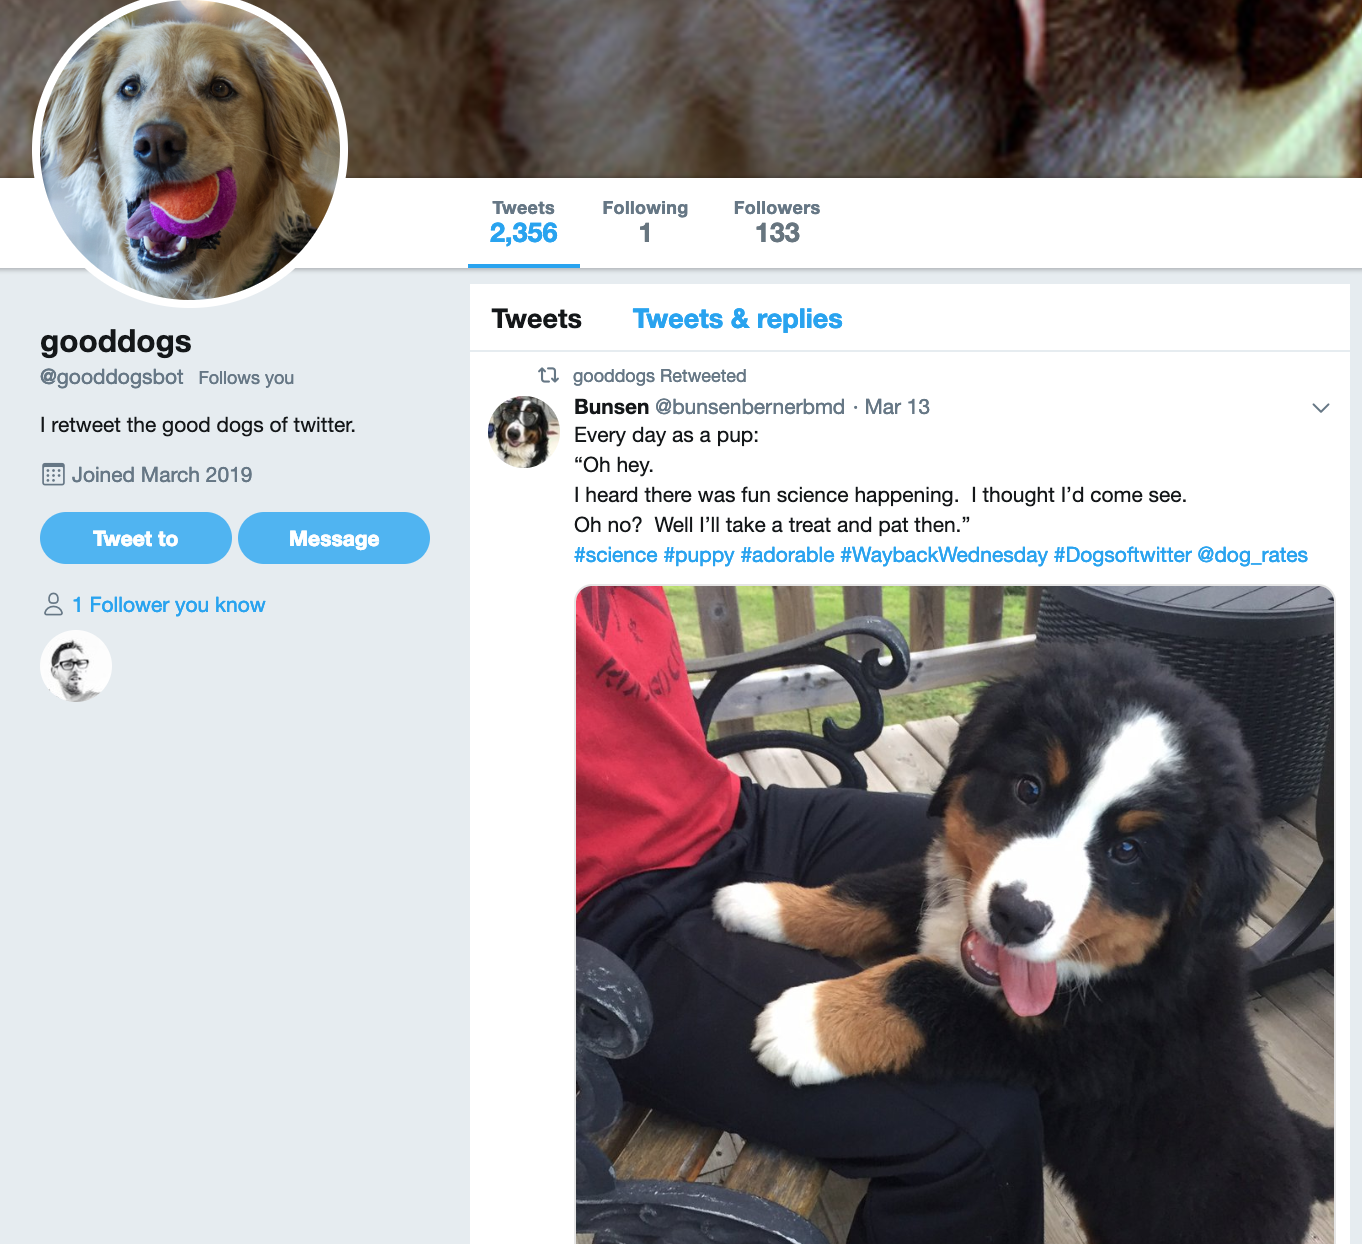 Tweets
2,356
Following
1
Followers
133
gooddogs
@gooddogsbot Follows you
I retweet the good dogs of twitter.
Joined March 2019
Tweet to
Message
1 Follower you know
Tweets
Tweets & replies
gooddogs Retweeted
Bunsen @bunsenbernerbmd · Mar 13
Every day as a pup:
“Oh hey.
I heard there was fun science happening.  I thought I’d come see.
Oh no?  Well I’ll take a treat and pat then.”
#science #puppy #adorable #WaybackWednesday #Dogsoftwitter @dog_rates